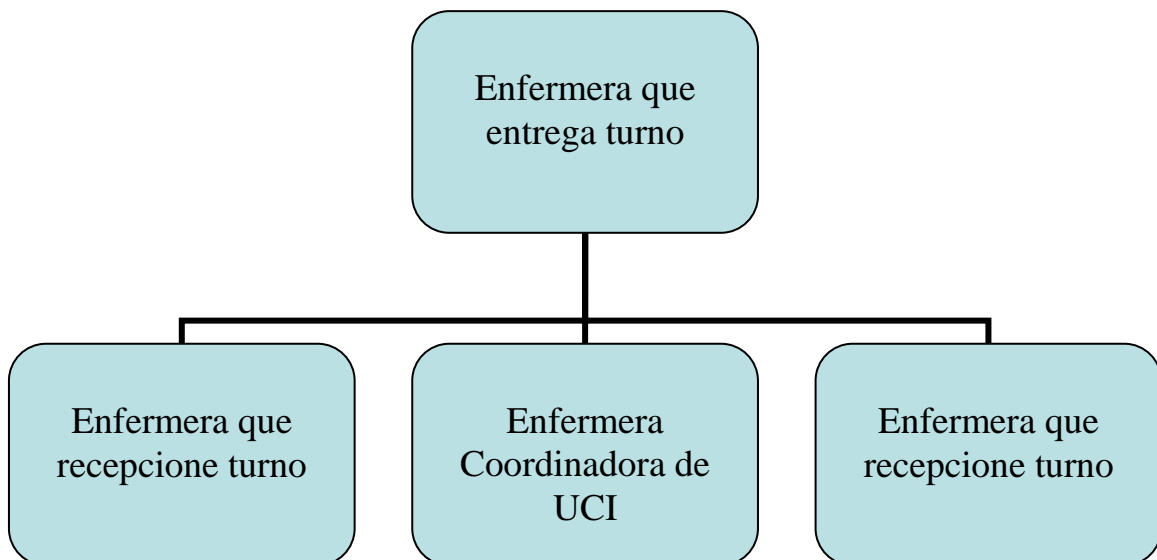 Enfermera que
entrega turno
Enfermera que
recepcione turno
Enfermera
Coordinadora de
UCI
Enfermera que
recepcione turno